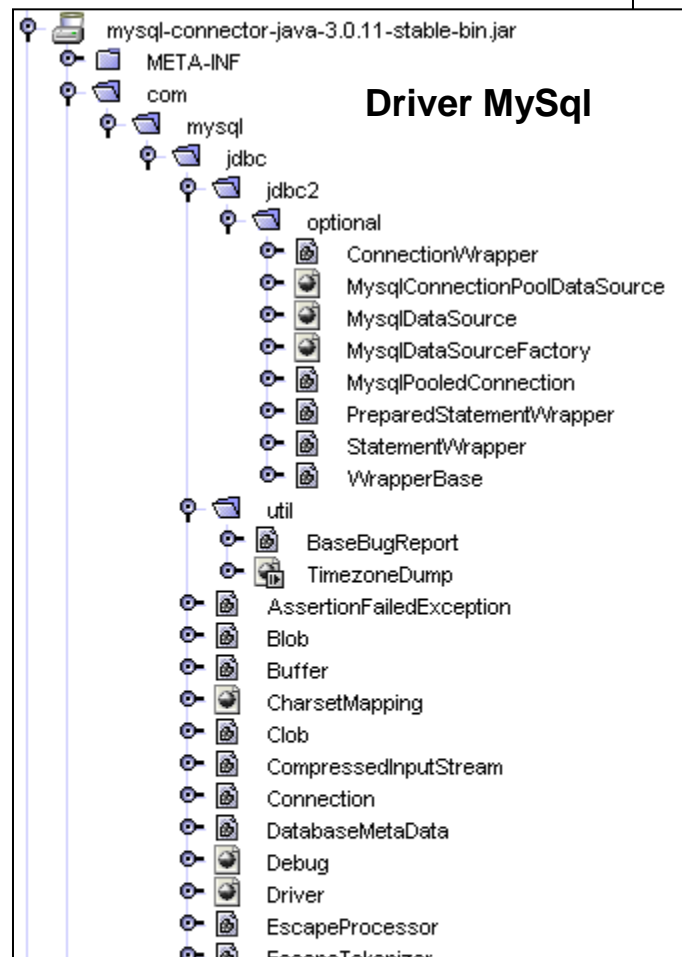 mysql-connector-java-3.0.11-stable-bin.jar
META-INF
Driver MySql
com
mysql
jdbc
jdbc2
optional
ConnectionWrapper
MysqlConnectionPoolDataSource
MysqlDataSource
MysqlDataSourceFactory
MysqlPooledConnection
PreparedStatementWrapper
StatementWrapper
WrapperBase
util
BaseBugReport
TimezoneDump
AssertionFailedException
Blob
Buffer
CharsetMapping
Clob
CompressedInputStream
Connection
DatabaseMetaData
Debug
Driver
EscapeProcessor
EscapeTokenizer